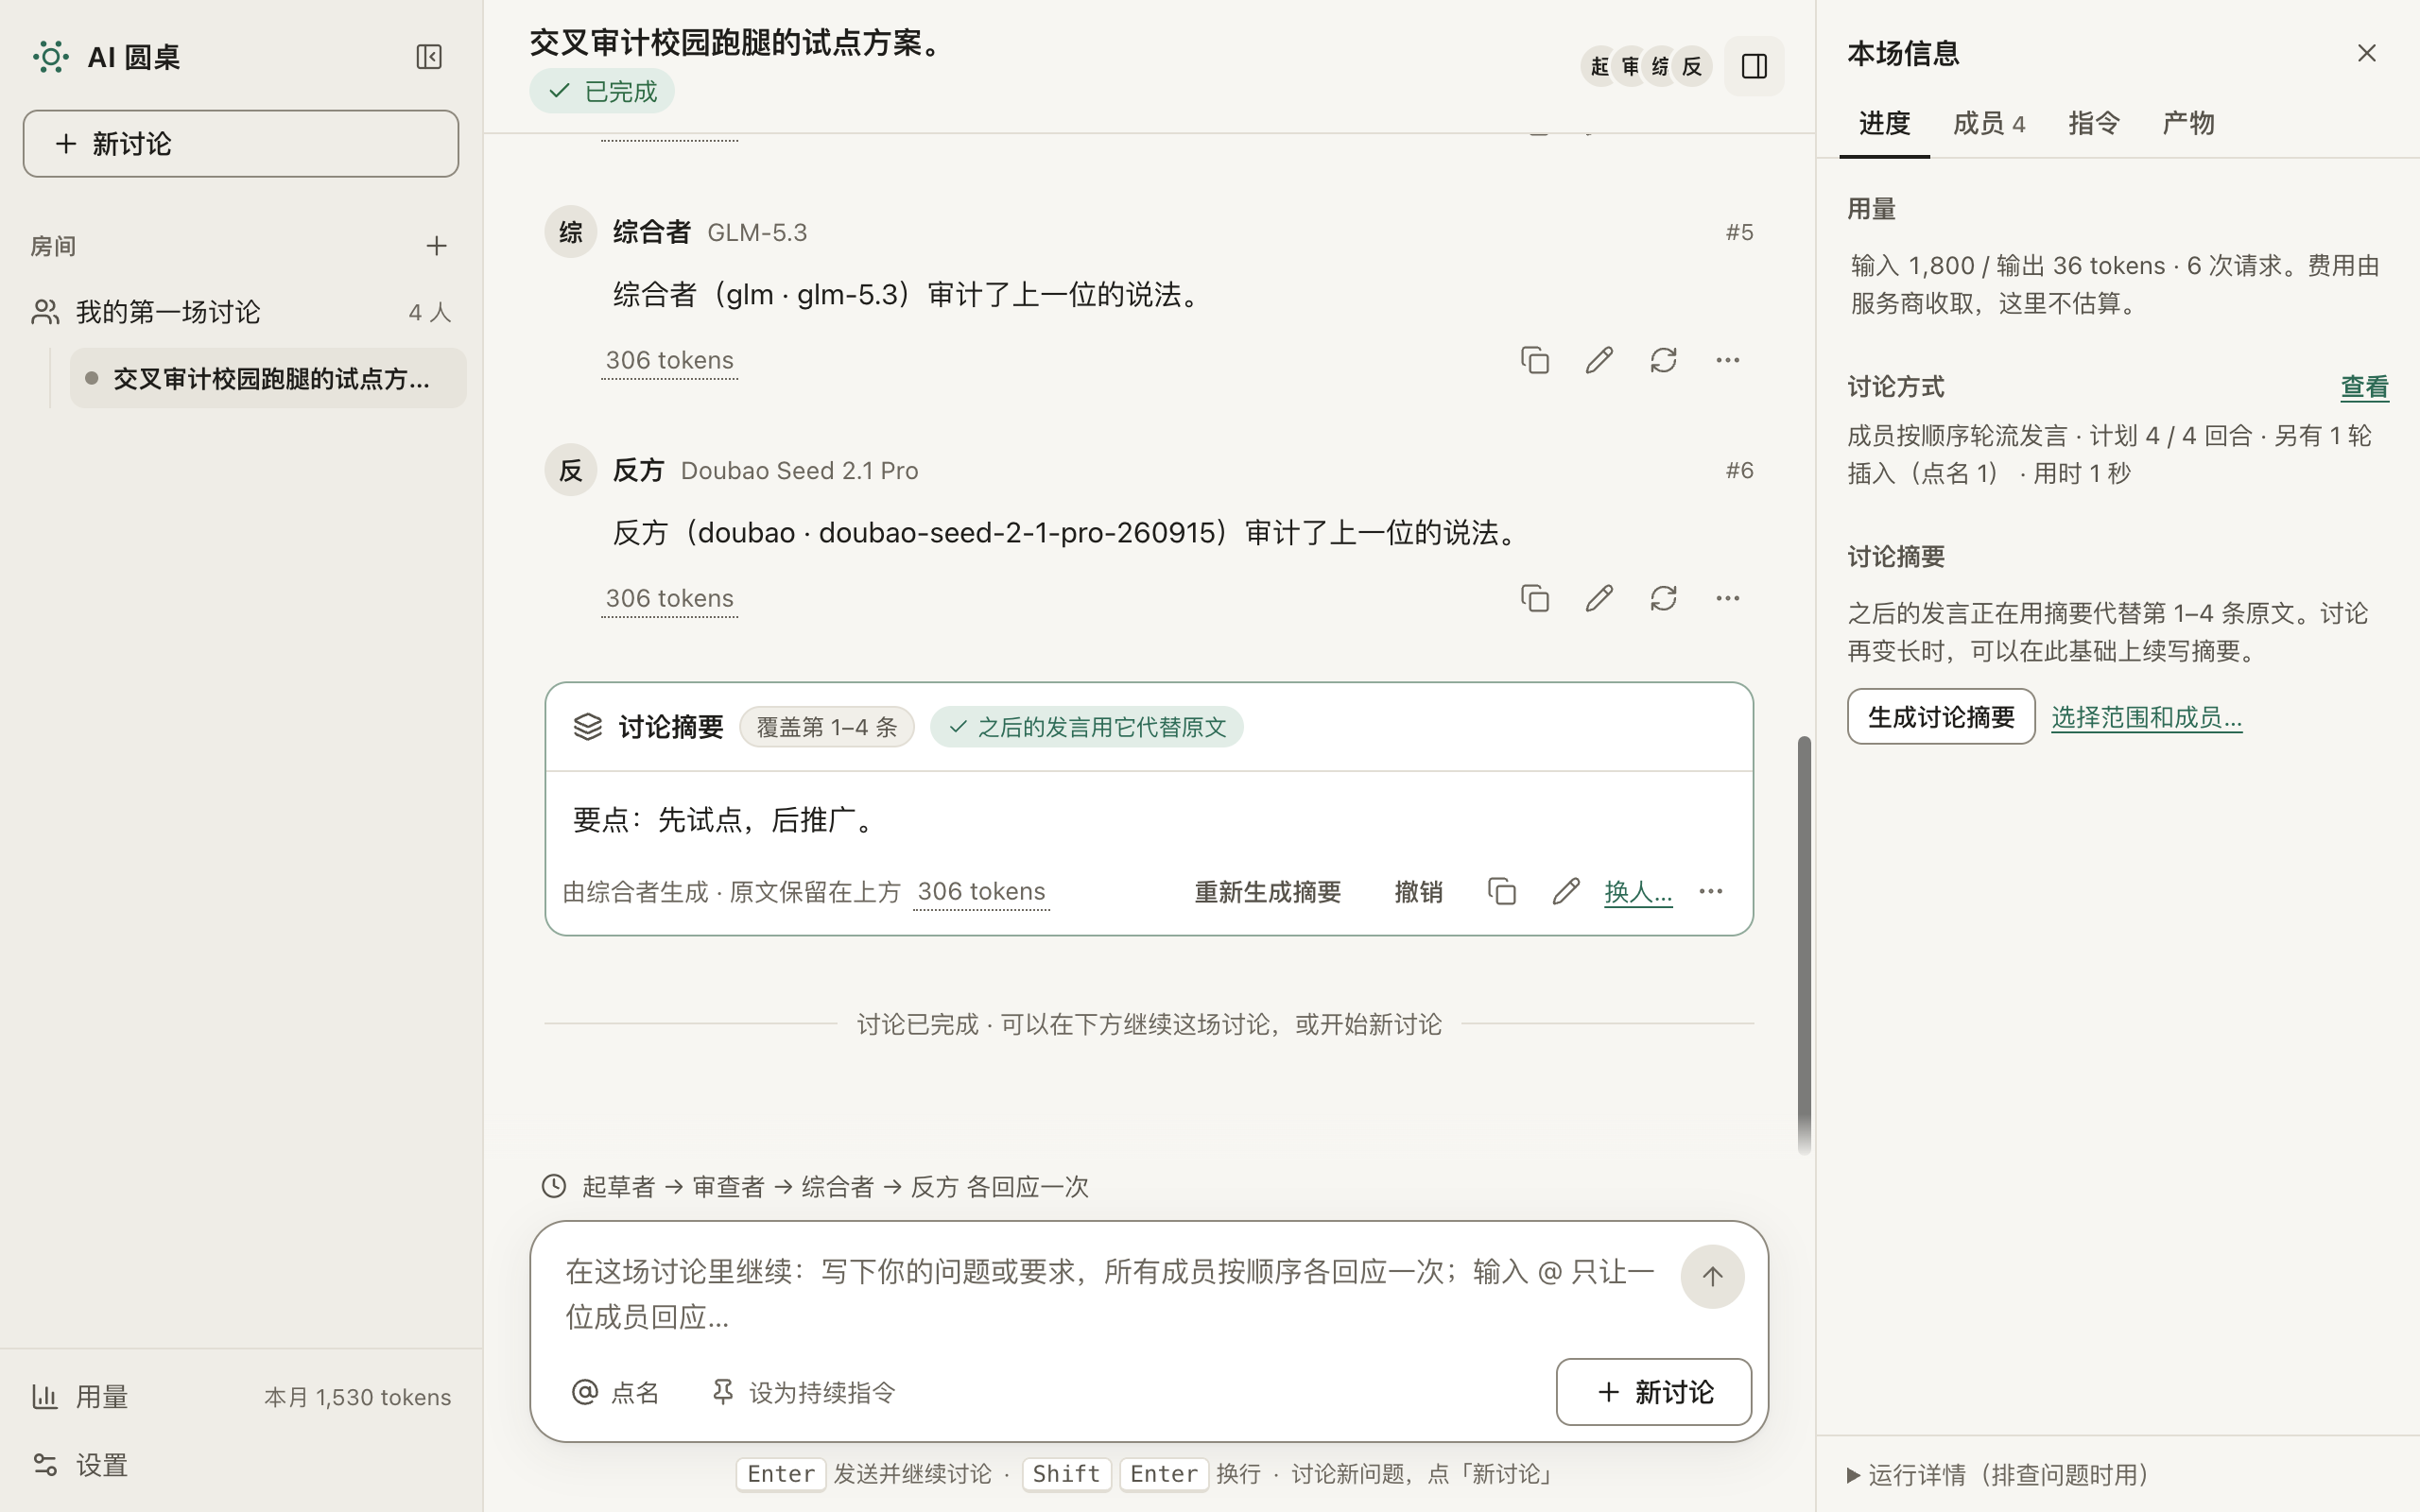 AI 圆桌
新讨论
房间
我的第一场讨论 4 人
交叉审计校园跑腿的试点方...
用量 本月 1,530 tokens
设置
交叉审计校园跑腿的试点方案。
已完成
起 审 综 反
综 综合者 GLM-5.3 #5
综合者（glm · glm-5.3）审计了上一位的说法。
306 tokens
反 反方 Doubao Seed 2.1 Pro #6
反方（doubao · doubao-seed-2-1-pro-260915）审计了上一位的说法。
306 tokens
讨论摘要 覆盖第 1–4 条 之后的发言用它代替原文
要点：先试点，后推广。
由综合者生成 · 原文保留在上方 306 tokens 重新生成摘要 撤销 换人...
讨论已完成 · 可以在下方继续这场讨论，或开始新讨论
起草者 → 审查者 → 综合者 → 反方 各回应一次
在这场讨论里继续：写下你的问题或要求，所有成员按顺序各回应一次；输入 @ 只让一
位成员回应...
点名 设为持续指令 新讨论
Enter 发送并继续讨论 · Shift Enter 换行 · 讨论新问题，点「新讨论」
本场信息
进度 成员 4 指令 产物
用量
输入 1,800 / 输出 36 tokens · 6 次请求。费用由
服务商收取，这里不估算。
讨论方式 查看
成员按顺序轮流发言 · 计划 4 / 4 回合 · 另有 1 轮
插入（点名 1） · 用时 1 秒
讨论摘要
之后的发言正在用摘要代替第 1–4 条原文。讨论
再变长时，可以在此基础上续写摘要。
生成讨论摘要 选择范围和成员...
运行详情（排查问题时用）